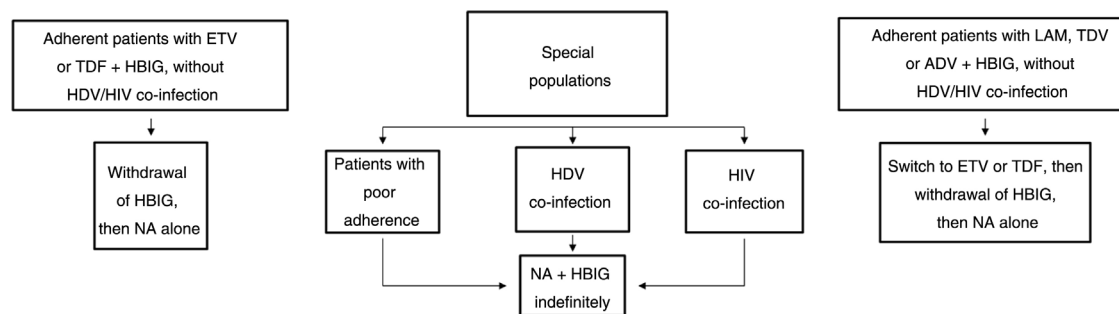 Adherent patients with ETV
or TDF + HBIG, without
HDV/HIV co-infection
Withdrawal
of HBIG,
then NA alone
Special
populations
Patients with
poor
adherence
HDV
co-infection
HIV
co-infection
NA + HBIG
indefinitely
Adherent patients with LAM, TDV
or ADV + HBIG, without
HDV/HIV co-infection
Switch to ETV or TDF, then
withdrawal of HBIG,
then NA alone